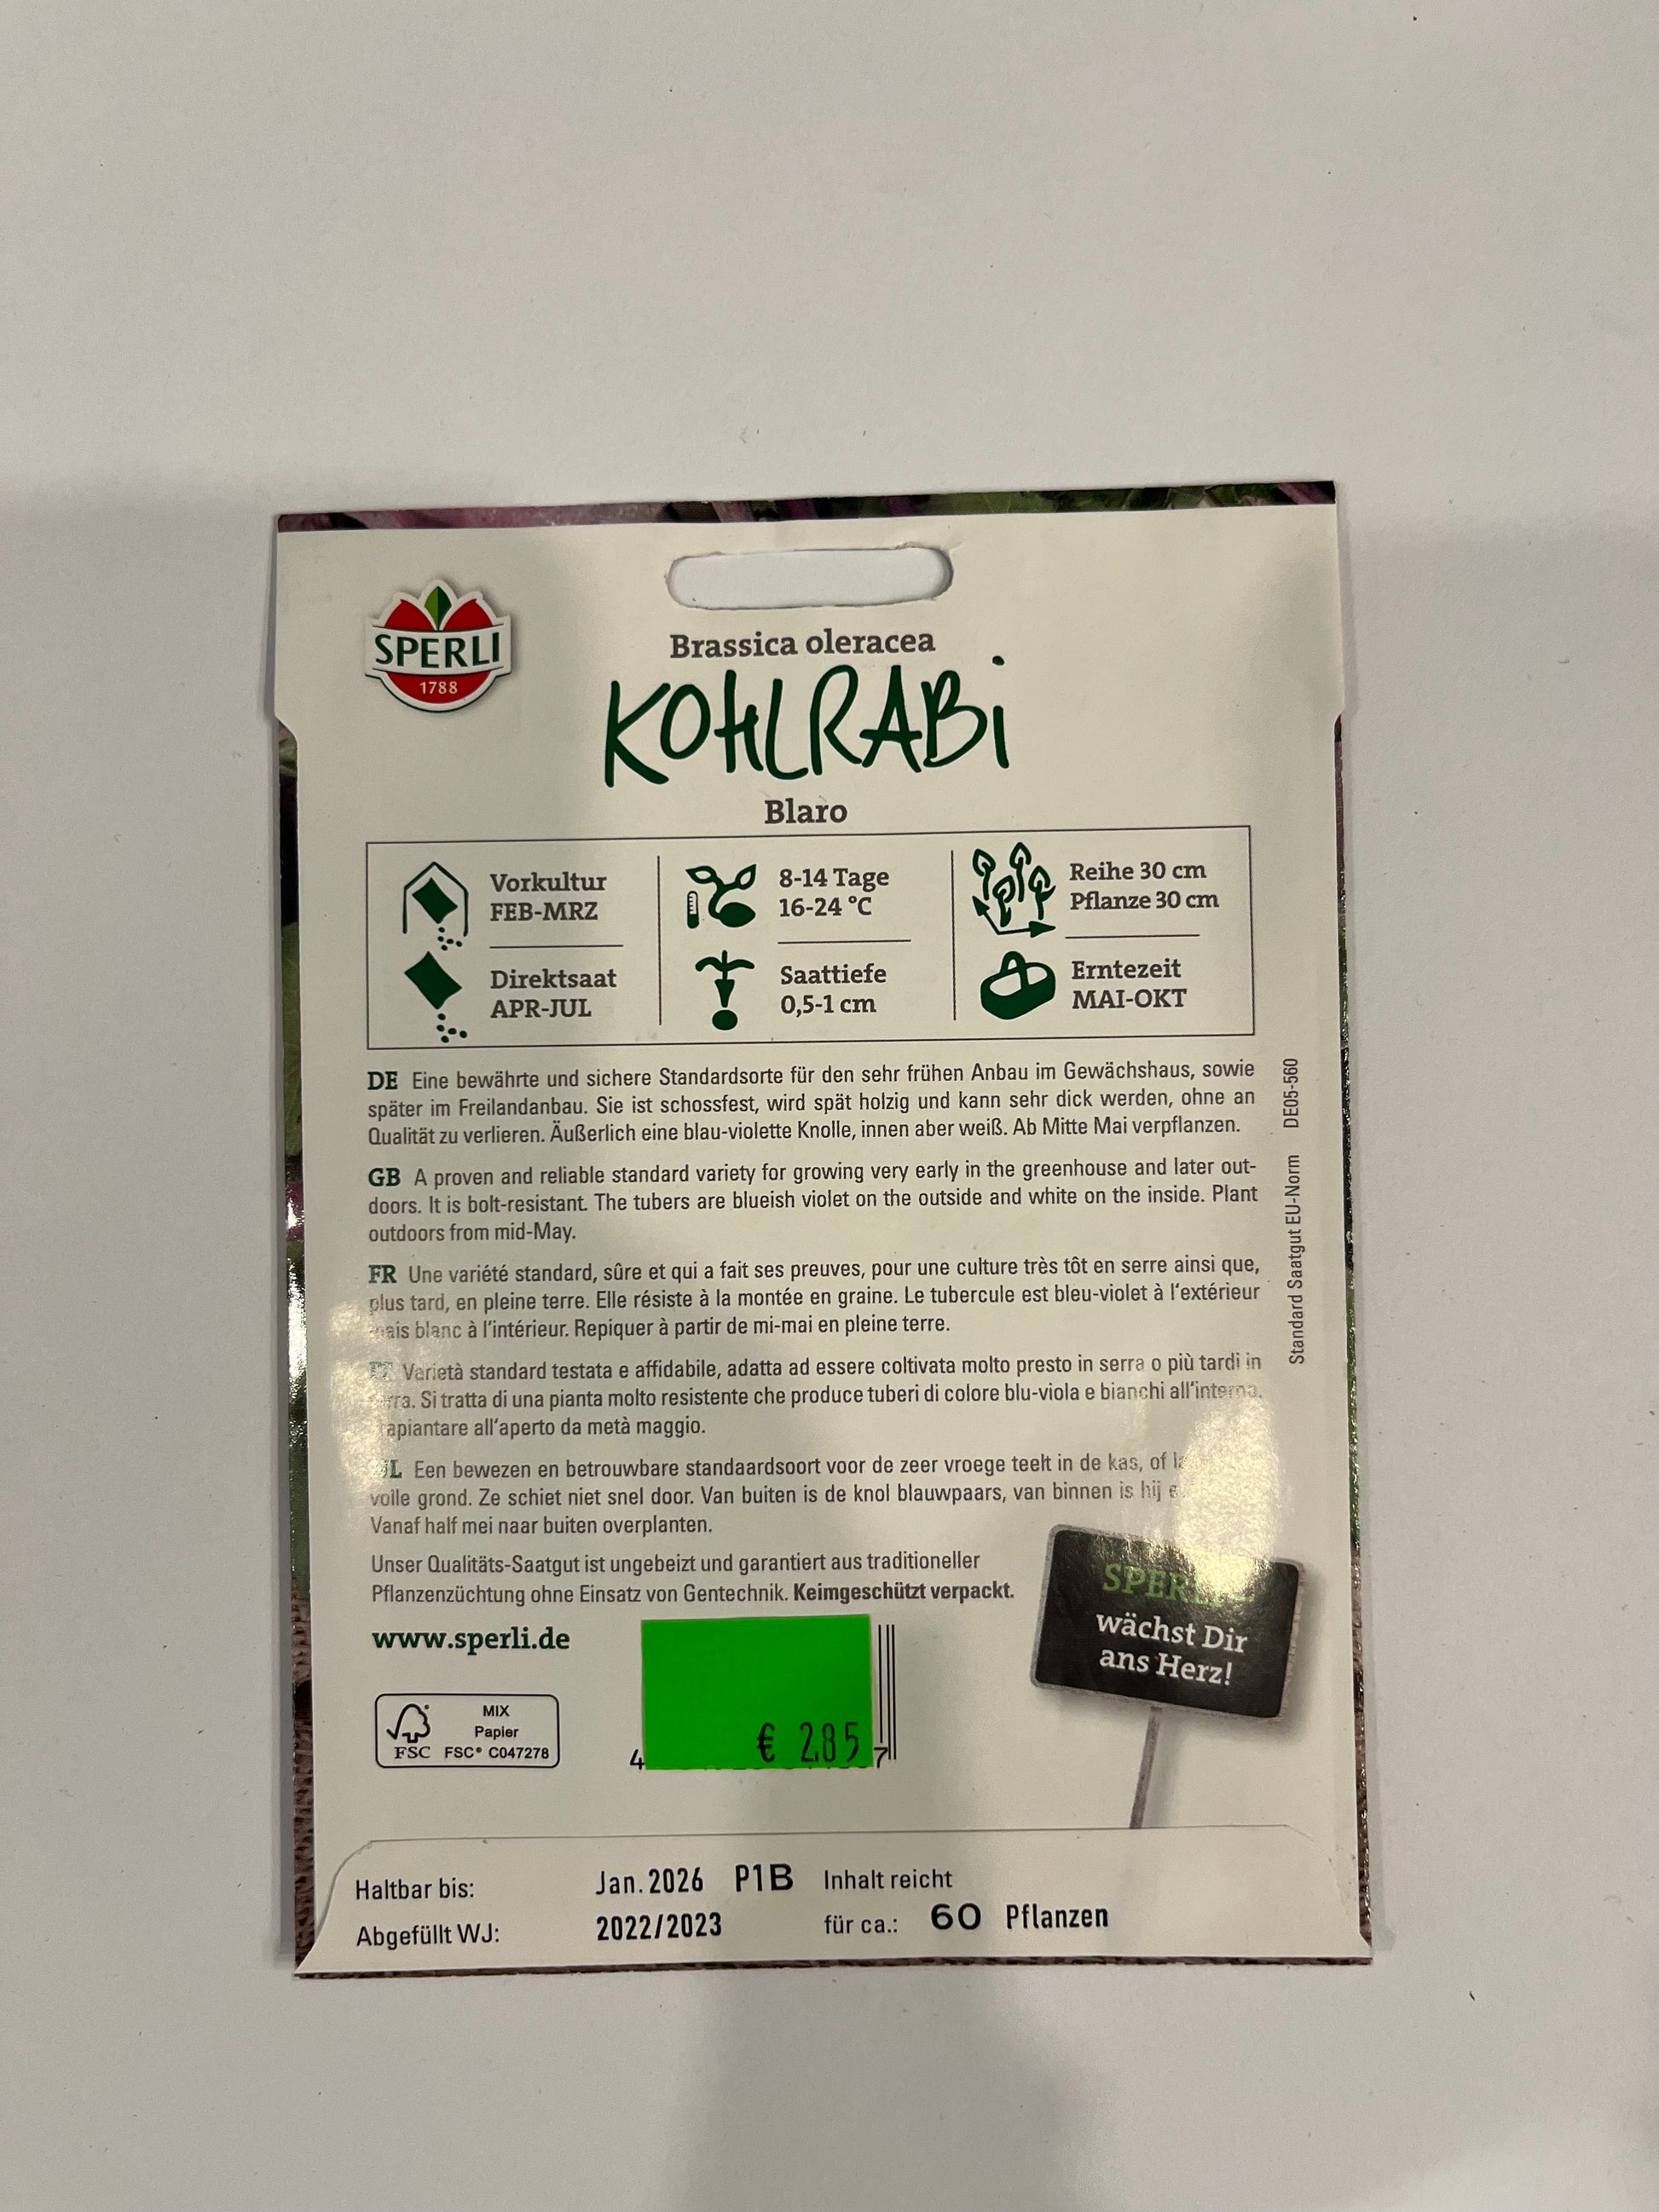 SPERLI
1788
Brassica oleracea
KOHLRABi
Blaro
Vorkultur
FEB-MRZ
Direktsaat
APR-JUL
8-14 Tage
16-24 °C
Saattiefe
0,5-1 cm
Reihe 30 cm
Pflanze 30 cm
Erntezeit
MAI-OKT
DE Eine bewährte und sichere Standardsorte für den sehr frühen Anbau im Gewächshaus, sowie
später im Freilandanbau. Sie ist schossfest, wird spät holzig und kann sehr dick werden, ohne an
Qualität zu verlieren. Äußerlich eine blau-violette Knolle, innen aber weiß. Ab Mitte Mai verpflanzen.
GB A proven and reliable standard variety for growing very early in the greenhouse and later out-
doors. It is bolt-resistant. The tubers are blueish violet on the outside and white on the inside. Plant
outdoors from mid-May.
FR Une variété standard, sûre et qui a fait ses preuves, pour une culture très tôt en serre ainsi que,
plus tard, en pleine terre. Elle résiste à la montée en graine. Le tubercule est bleu-violet à l'extérieur
mais blanc à l'intérieur. Repiquer à partir de mi-mai en pleine terre.
Varietà standard testata e affidabile, adatta ad essere coltivata molto presto in serra o più tardi in
Si tratta di una pianta molto resistente che produce tuberi di colore blu-viola e bianchi all'interno.
all'aperto da metà maggio.
NL Een bewezen en betrouwbare standaardsoort voor de zeer vroege teelt in de kas, of
volle grond. Ze schiet niet snel door. Van buiten is de knol blauwpaars, van binnen is hij
Vanaf half mei naar buiten overplanten.
Unser Qualitäts-Saatgut ist ungebeizt und garantiert aus traditioneller
Pflanzenzüchtung ohne Einsatz von Gentechnik. Keimgeschützt verpackt.
Standard Saatgut EU-Norm DE05-560
www.sperli.de
MIX
Papier
FSC FSC® C047278
€ 2.85
4
7
SPERLI
wächst Dir
ans Herz!
Haltbar bis: Jan. 2026 P1B Inhalt reicht
Abgefüllt WJ: 2022/2023 für ca.: 60 Pflanzen